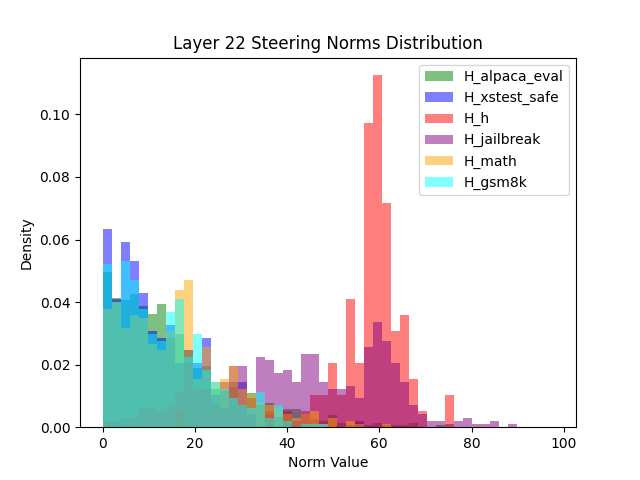 Layer 22 Steering Norms Distribution
H_alpaca_eval
H_xstest_safe
H_h
H_jailbreak
H_math
H_gsm8k
0.10
0.08
0.06
0.04
0.02
0.00
Density
0 20 40 60 80 100
Norm Value